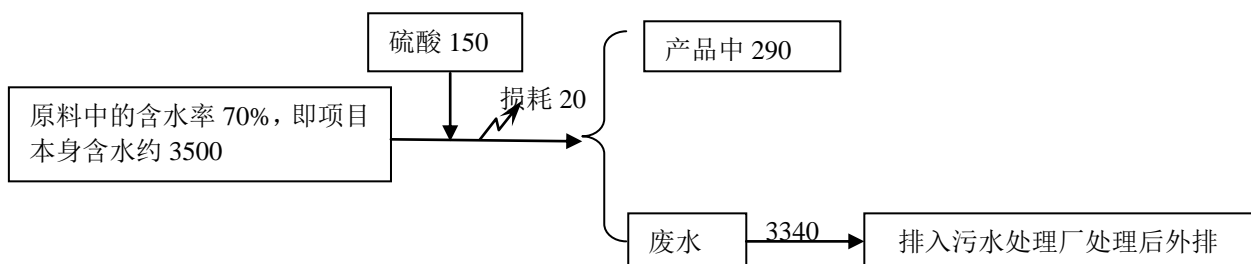 硫酸 150
产品中 290
损耗 20
原料中的含水率 70%，即项目
本身含水约 3500
废水
3340
排入污水处理厂处理后外排